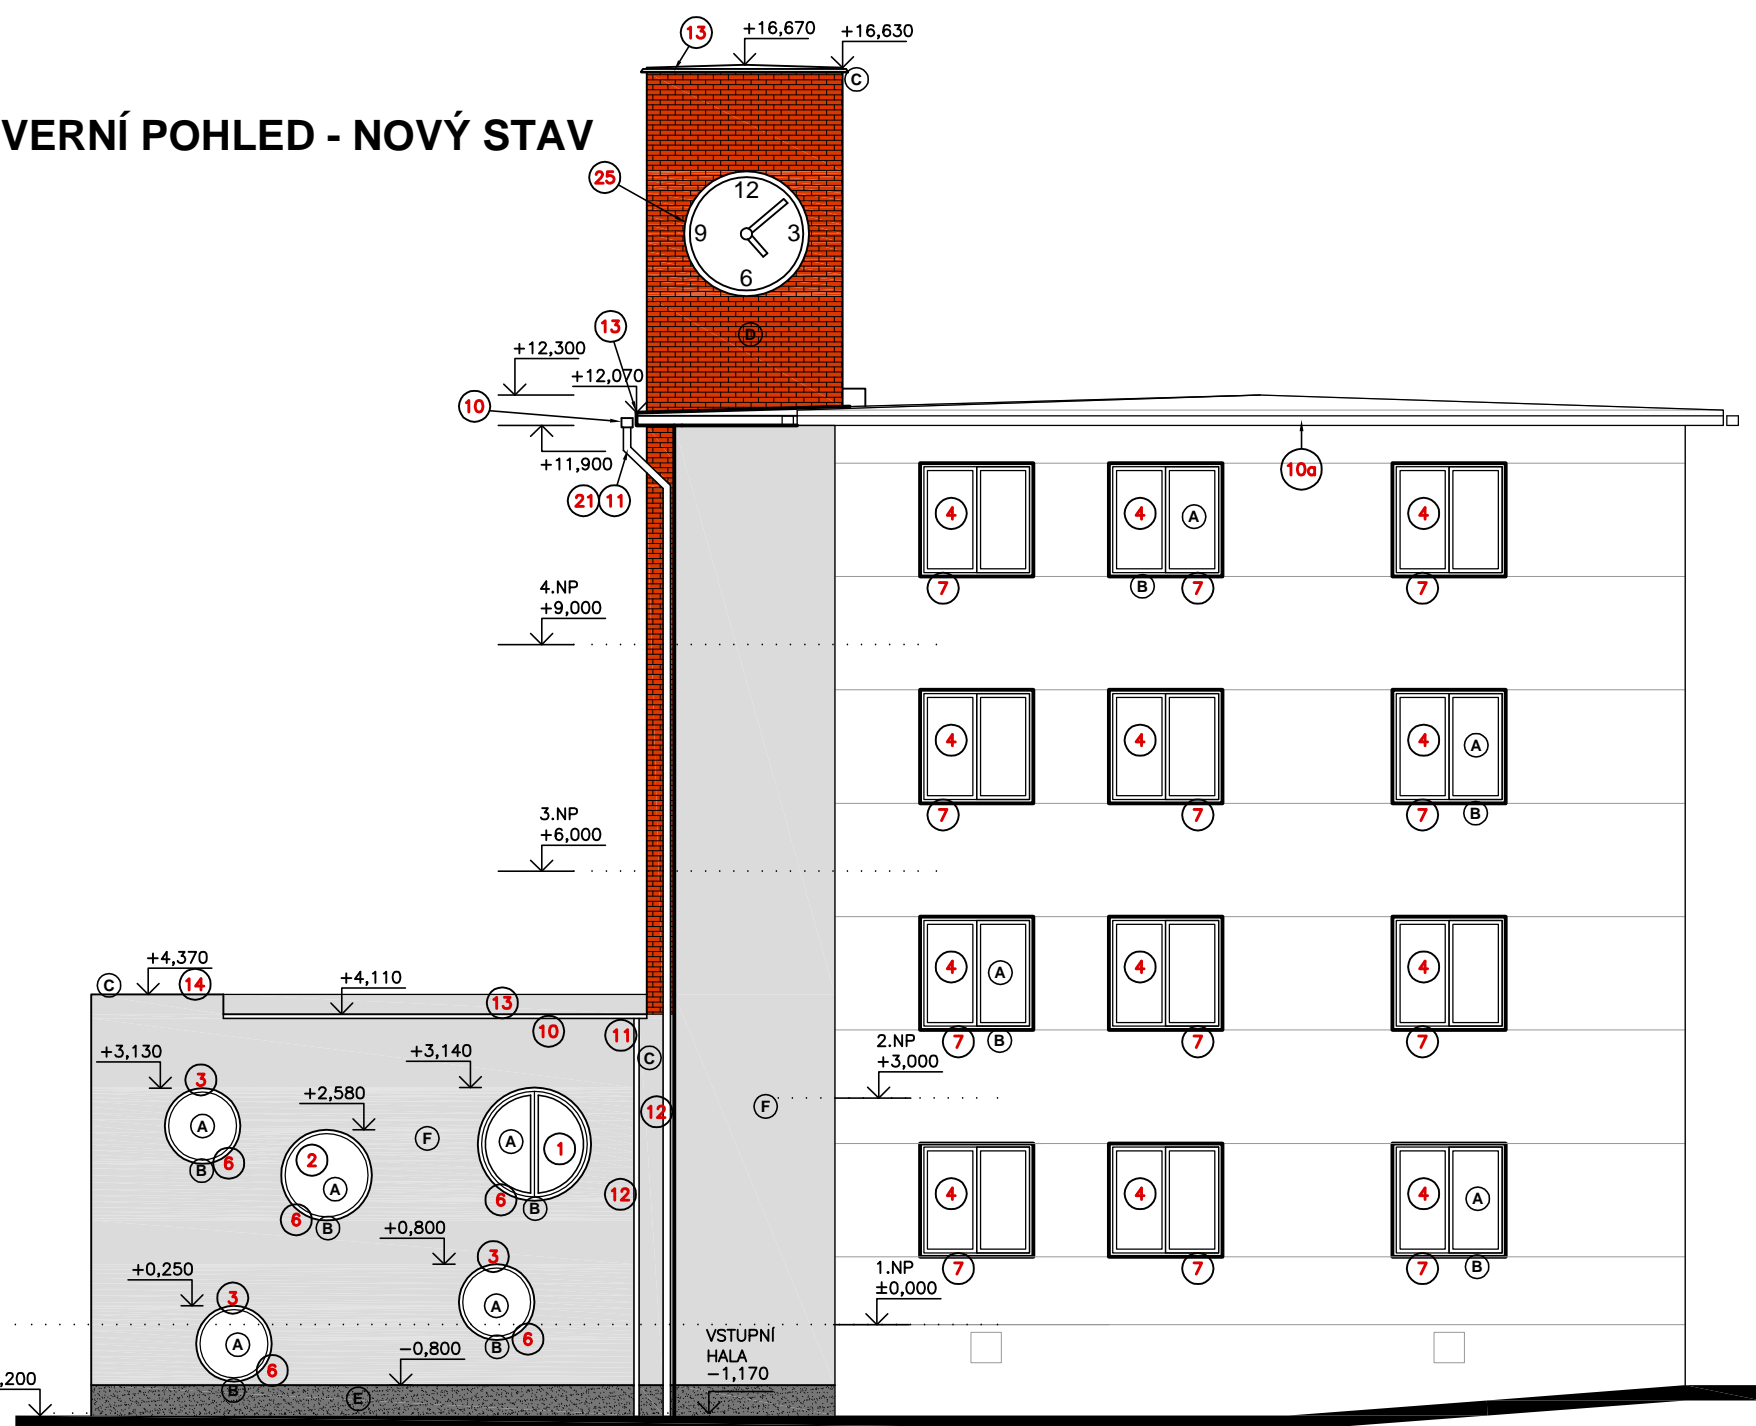 13
+16,670
+16,630
C
VERNÍ POHLED - NOVÝ STAV
25
12
9
3
6
D
13
+12,300
+12,070
10
+11,900
21
11
10a
4
4
A
4
7
B
7
7
4.NP
+9,000
4
4
4
A
7
7
7
B
3.NP
+6,000
4
A
4
4
7
B
7
7
C
+4,370
14
+4,110
13
10
11
C
2.NP
+3,000
+3,130
+3,140
3
+2,580
A
A
1
F
12
F
B
6
2
A
6
B
12
6
B
4
4
4
A
7
7
7
B
+0,800
3
+0,250
3
A
A
6
B
6
B
1.NP
±0,000
VSTUPNÍ
HALA
−1,170
−0,800
E
,200